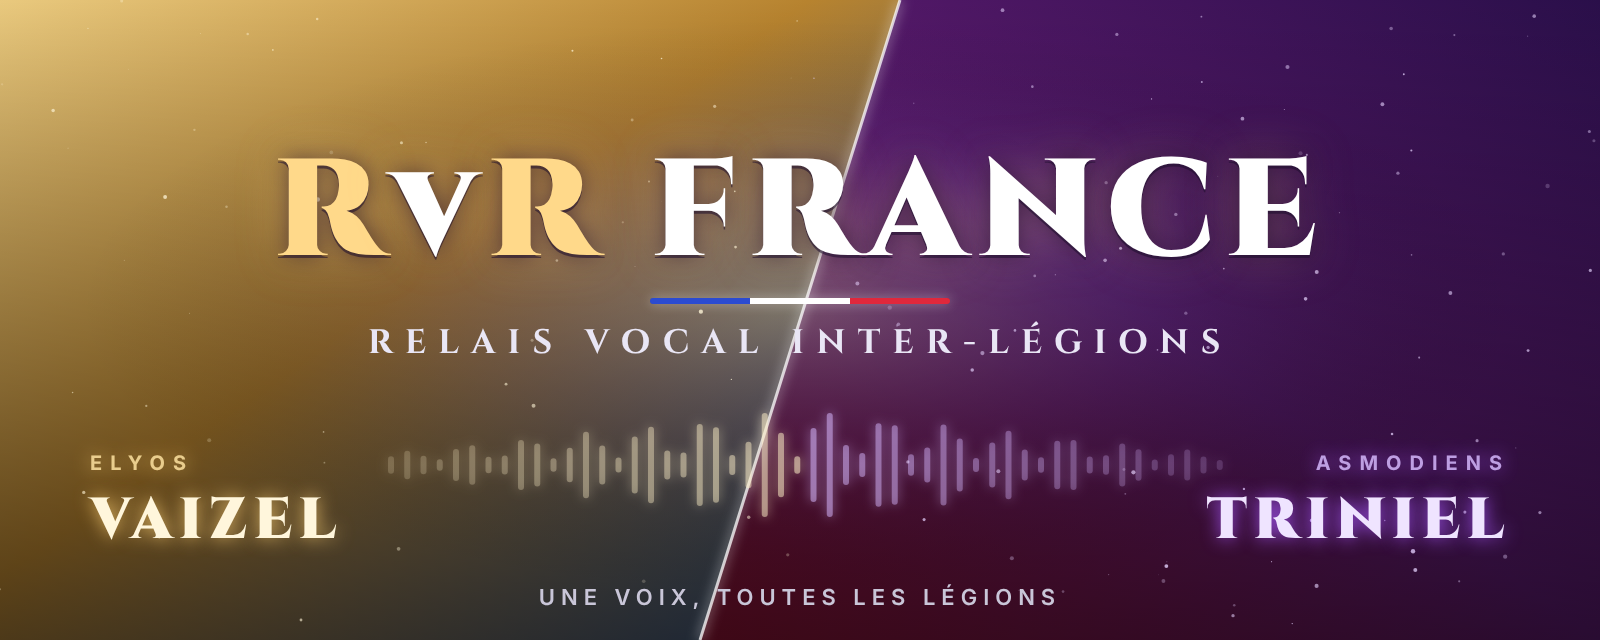 RvR FRANCE
RELAIS VOCAL INTER-LÉGIONS
ELYOS
VAIZEL
ASMODIENS
TRINIEL
UNE VOIX, TOUTES LES LÉGIONS